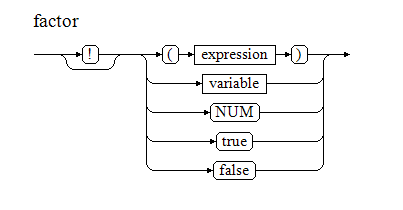 factor
! ( expression )
variable
NUM
true
false